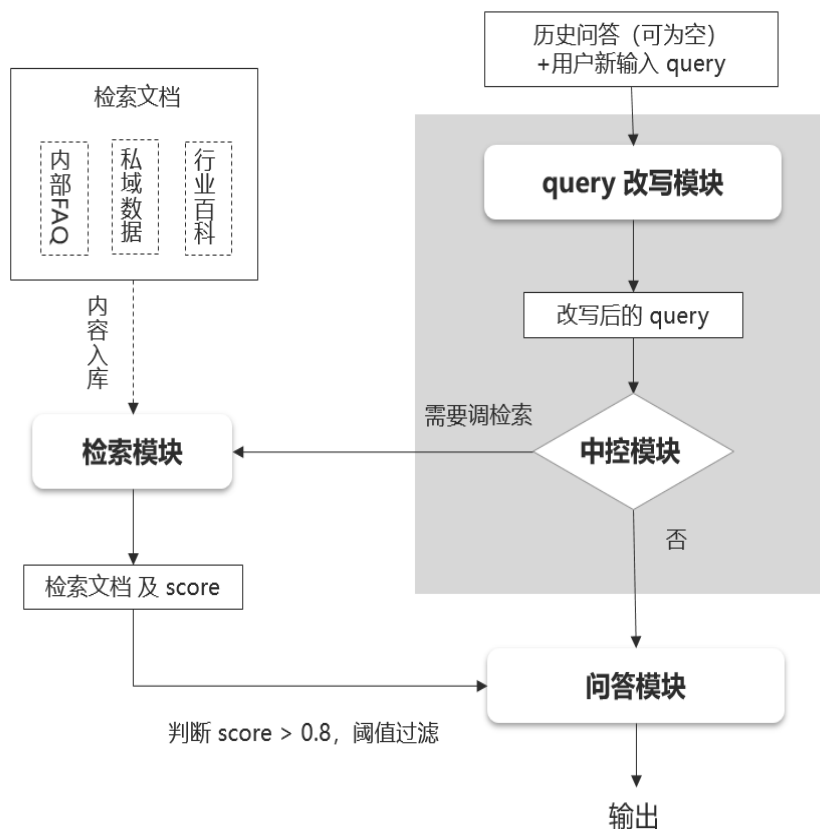 历史问答（可为空）
+用户新输入 query
检索文档
内部FAQ
私域数据
行业百科
query 改写模块
内容入库
改写后的 query
需要调检索
检索模块
中控模块
否
检索文档 及 score
问答模块
判断 score > 0.8，阈值过滤
输出